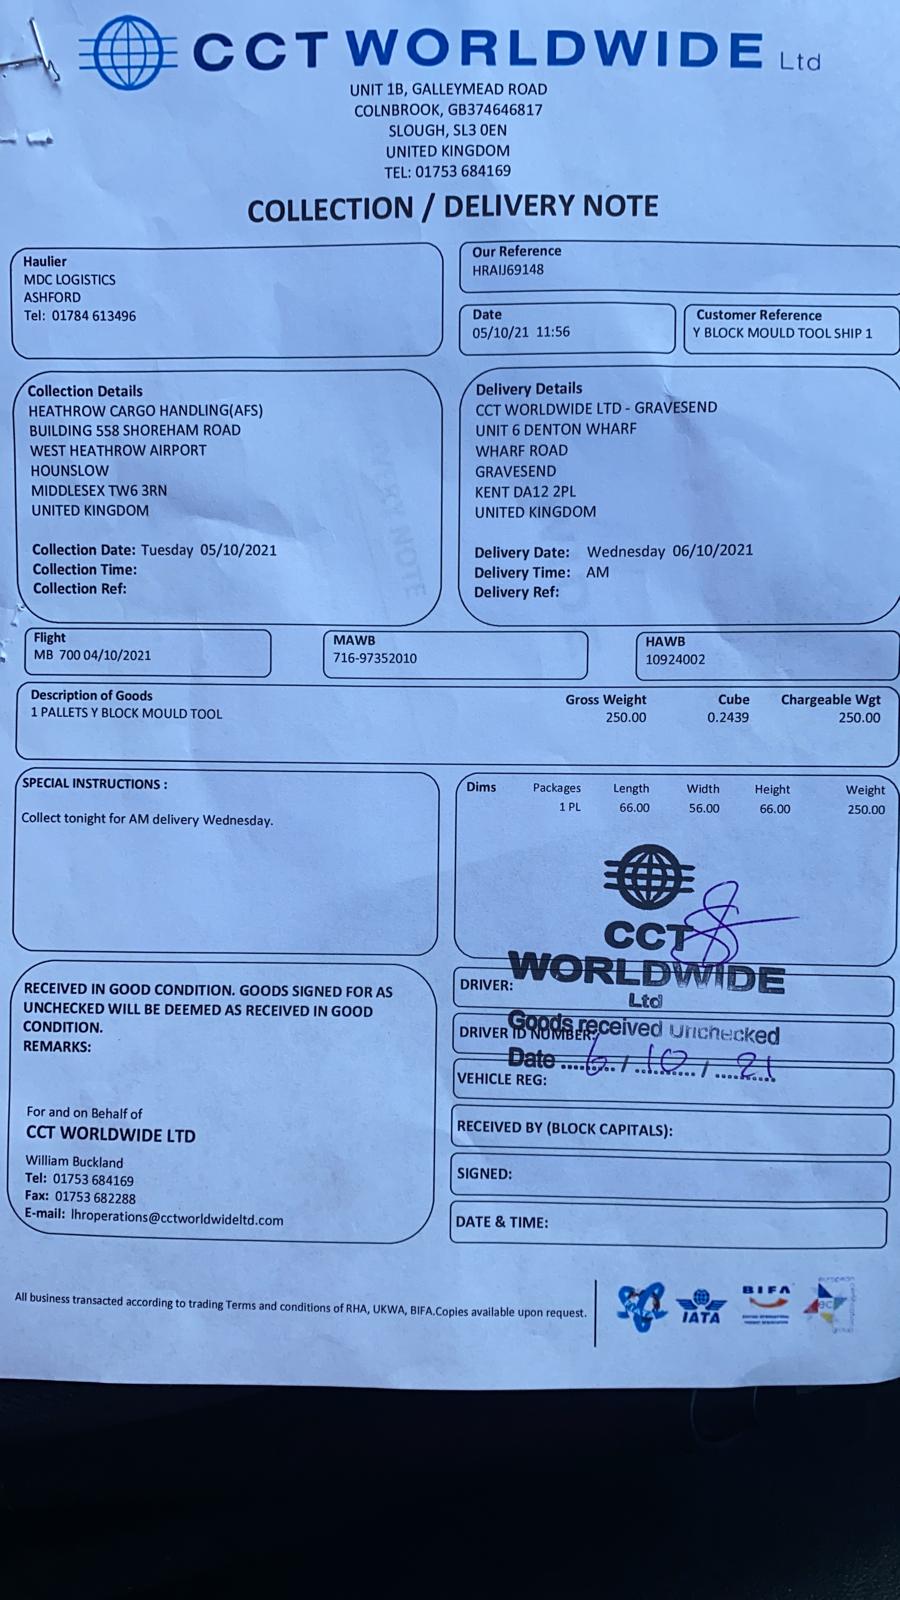 CCT WORLDWIDE Ltd
UNIT 1B, GALLEYMEAD ROAD
COLNBROOK, GB374646817
SLOUGH, SL3 0EN
UNITED KINGDOM
TEL: 01753 684169
COLLECTION / DELIVERY NOTE
Haulier
MDC LOGISTICS
ASHFORD
Tel: 01784 613496
Our Reference
HRAIJ69148
Date
05/10/21 11:56
Customer Reference
Y BLOCK MOULD TOOL SHIP 1
Collection Details
HEATHROW CARGO HANDLING(AFS)
BUILDING 558 SHOREHAM ROAD
WEST HEATHROW AIRPORT
HOUNSLOW
MIDDLESEX TW6 3RN
UNITED KINGDOM
Collection Date: Tuesday 05/10/2021
Collection Time:
Collection Ref:
Delivery Details
CCT WORLDWIDE LTD - GRAVESEND
UNIT 6 DENTON WHARF
WHARF ROAD
GRAVESEND
KENT DA12 2PL
UNITED KINGDOM
Delivery Date: Wednesday 06/10/2021
Delivery Time: AM
Delivery Ref:
Flight
MB 700 04/10/2021
MAWB
716-97352010
HAWB
10924002
Description of Goods Gross Weight Cube Chargeable Wgt
1 PALLETS Y BLOCK MOULD TOOL 250.00 0.2439 250.00
SPECIAL INSTRUCTIONS :
Collect tonight for AM delivery Wednesday.
Dims Packages Length Width Height Weight
1 PL 66.00 56.00 66.00 250.00
CCT
WORLDWIDE
Ltd
Goods received unchecked
Date 6 / 10 / 21
RECEIVED IN GOOD CONDITION. GOODS SIGNED FOR AS
UNCHECKED WILL BE DEEMED AS RECEIVED IN GOOD
CONDITION.
REMARKS:
For and on Behalf of
CCT WORLDWIDE LTD
William Buckland
Tel: 01753 684169
Fax: 01753 682288
E-mail: lhroperations@cctworldwideltd.com
DRIVER:
DRIVER ID NUMBER:
VEHICLE REG:
RECEIVED BY (BLOCK CAPITALS):
SIGNED:
DATE & TIME:
All business transacted according to trading Terms and conditions of RHA, UKWA, BIFA.Copies available upon request.
IATA
BIFA